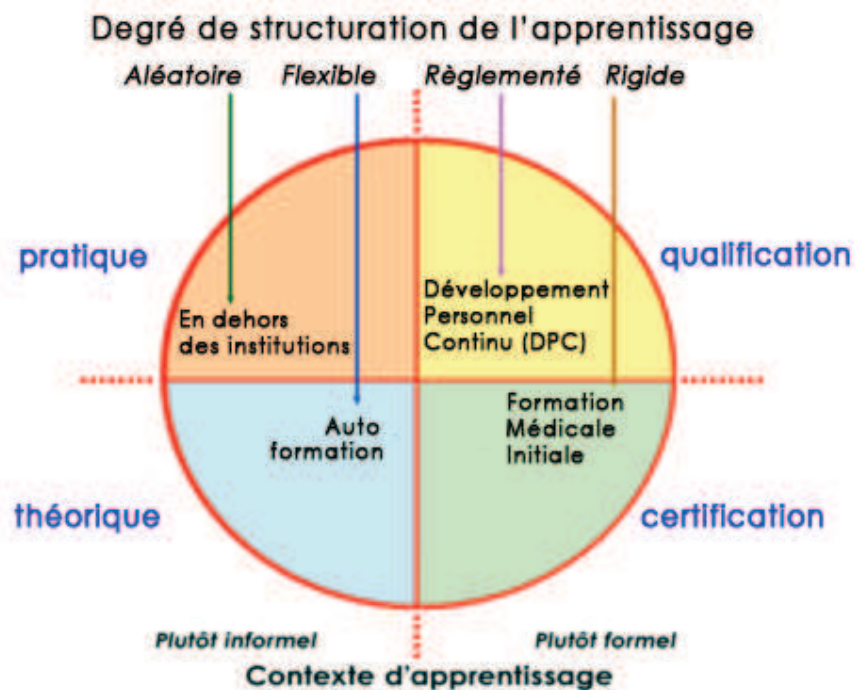 Degré de structuration de l'apprentissage
Aléatoire Flexible Règlementé Rigide
pratique
qualification
En dehors
des institutions
Développement
Personnel
Continu (DPC)
Auto
formation
Formation
Médicale
Initiale
théorique
certification
Plutôt informel
Plutôt formel
Contexte d'apprentissage